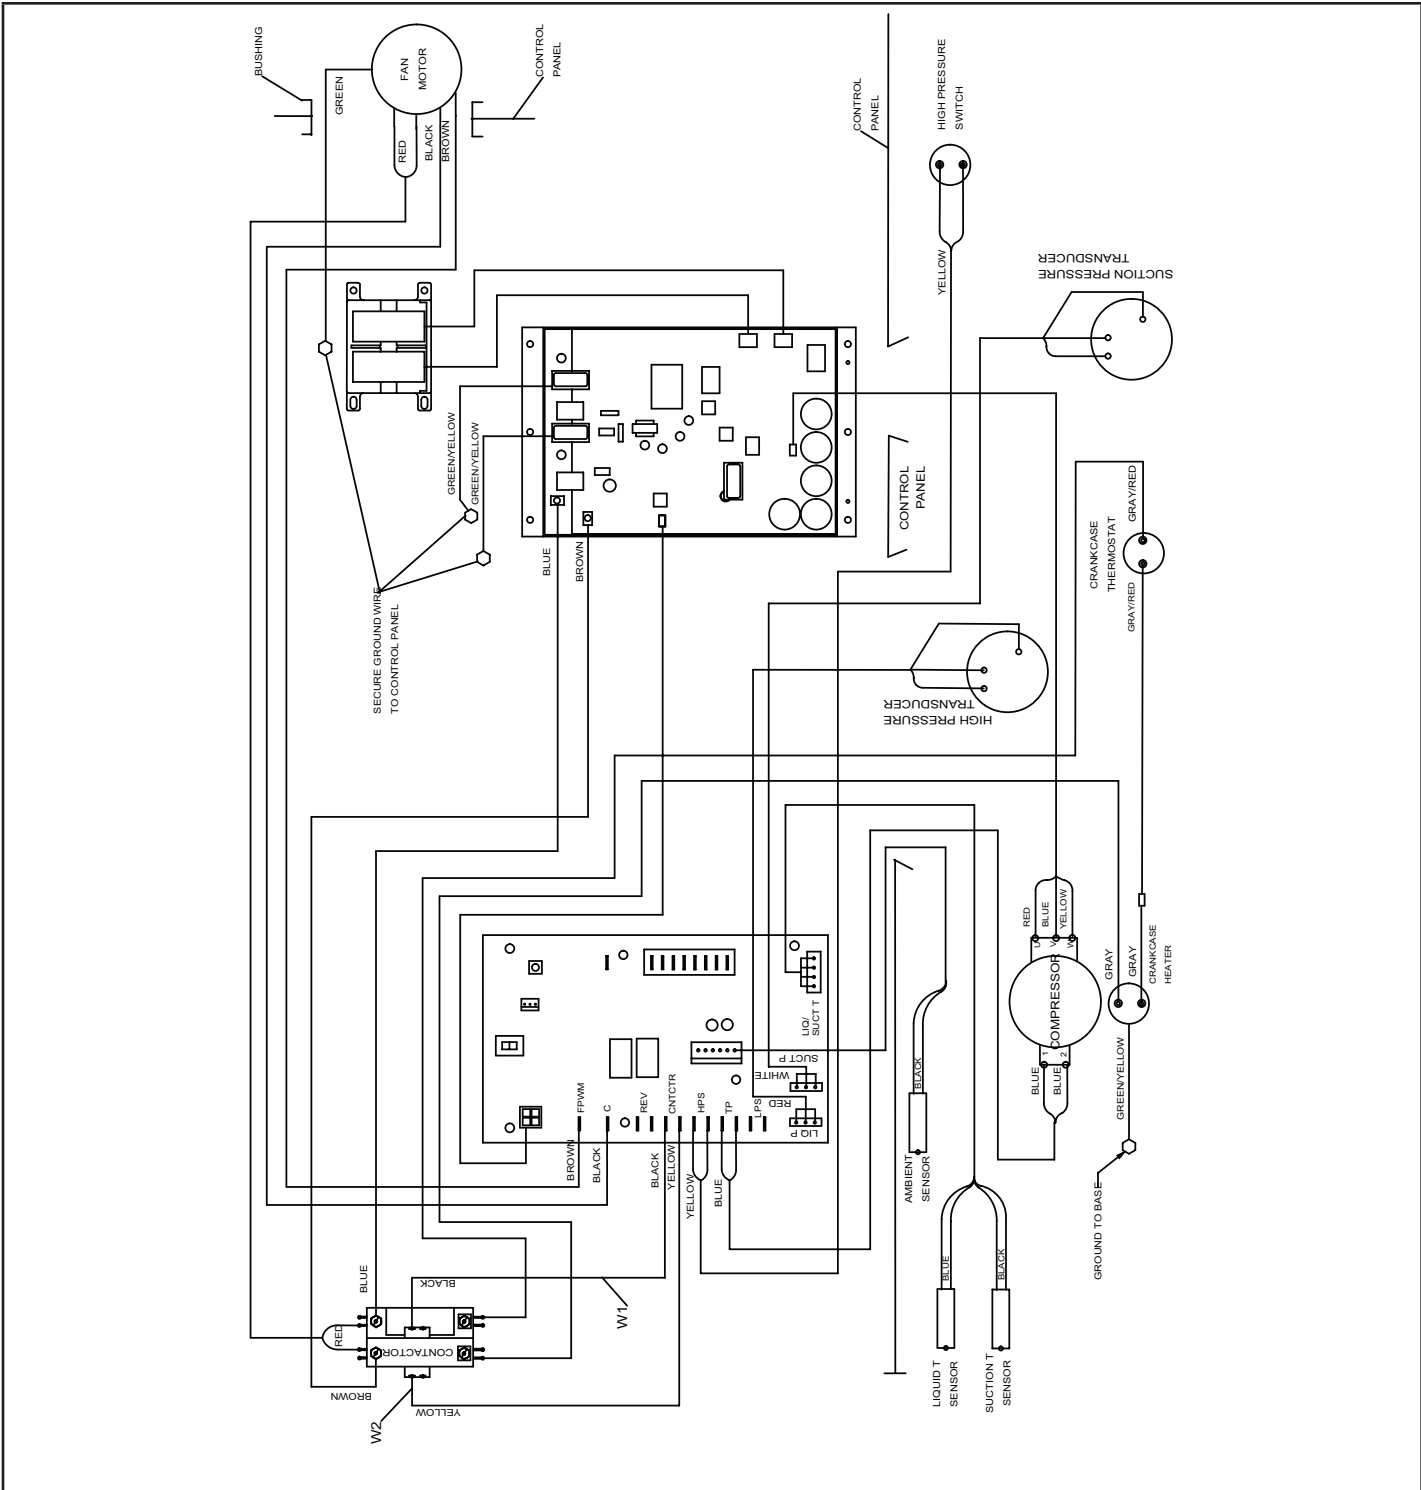 BUSHING
GREEN
FAN
MOTOR
CONTROL
PANEL
RED
BLACK
BROWN
CONTROL
PANEL
HIGH PRESSURE
SWITCH
YELLOW
SUCTION PRESSURE
TRANSDUCER
GREEN/YELLOW
GREEN/YELLOW
CONTROL
PANEL
BLUE
BROWN
SECURE GROUND WIRE
TO CONTROL PANEL
GRAY/RED
CRANKCASE
THERMOSTAT
GRAY/RED
HIGH PRESSURE
TRANSDUCER
RED
BLUE
YELLOW
U
V
W
COMPRESSOR
1
2
BLUE
BLUE
GRAY
GRAY
CRANKCASE
HEATER
GREEN/YELLOW
GROUND TO BASE
LIQ/
SUCT T
SUCT P
WHITE
RED
LIQ P
FPWM
C
REV
CNTCTR
HPS
TP
LPS
BROWN
BLACK
BLACK
YELLOW
YELLOW
BLUE
BLACK
AMBIENT
SENSOR
BLUE
BLACK
LIQUID T
SENSOR
SUCTION T
SENSOR
BLUE
BLACK
W1
RED
CONTACTOR
BROWN
YELLOW
W2